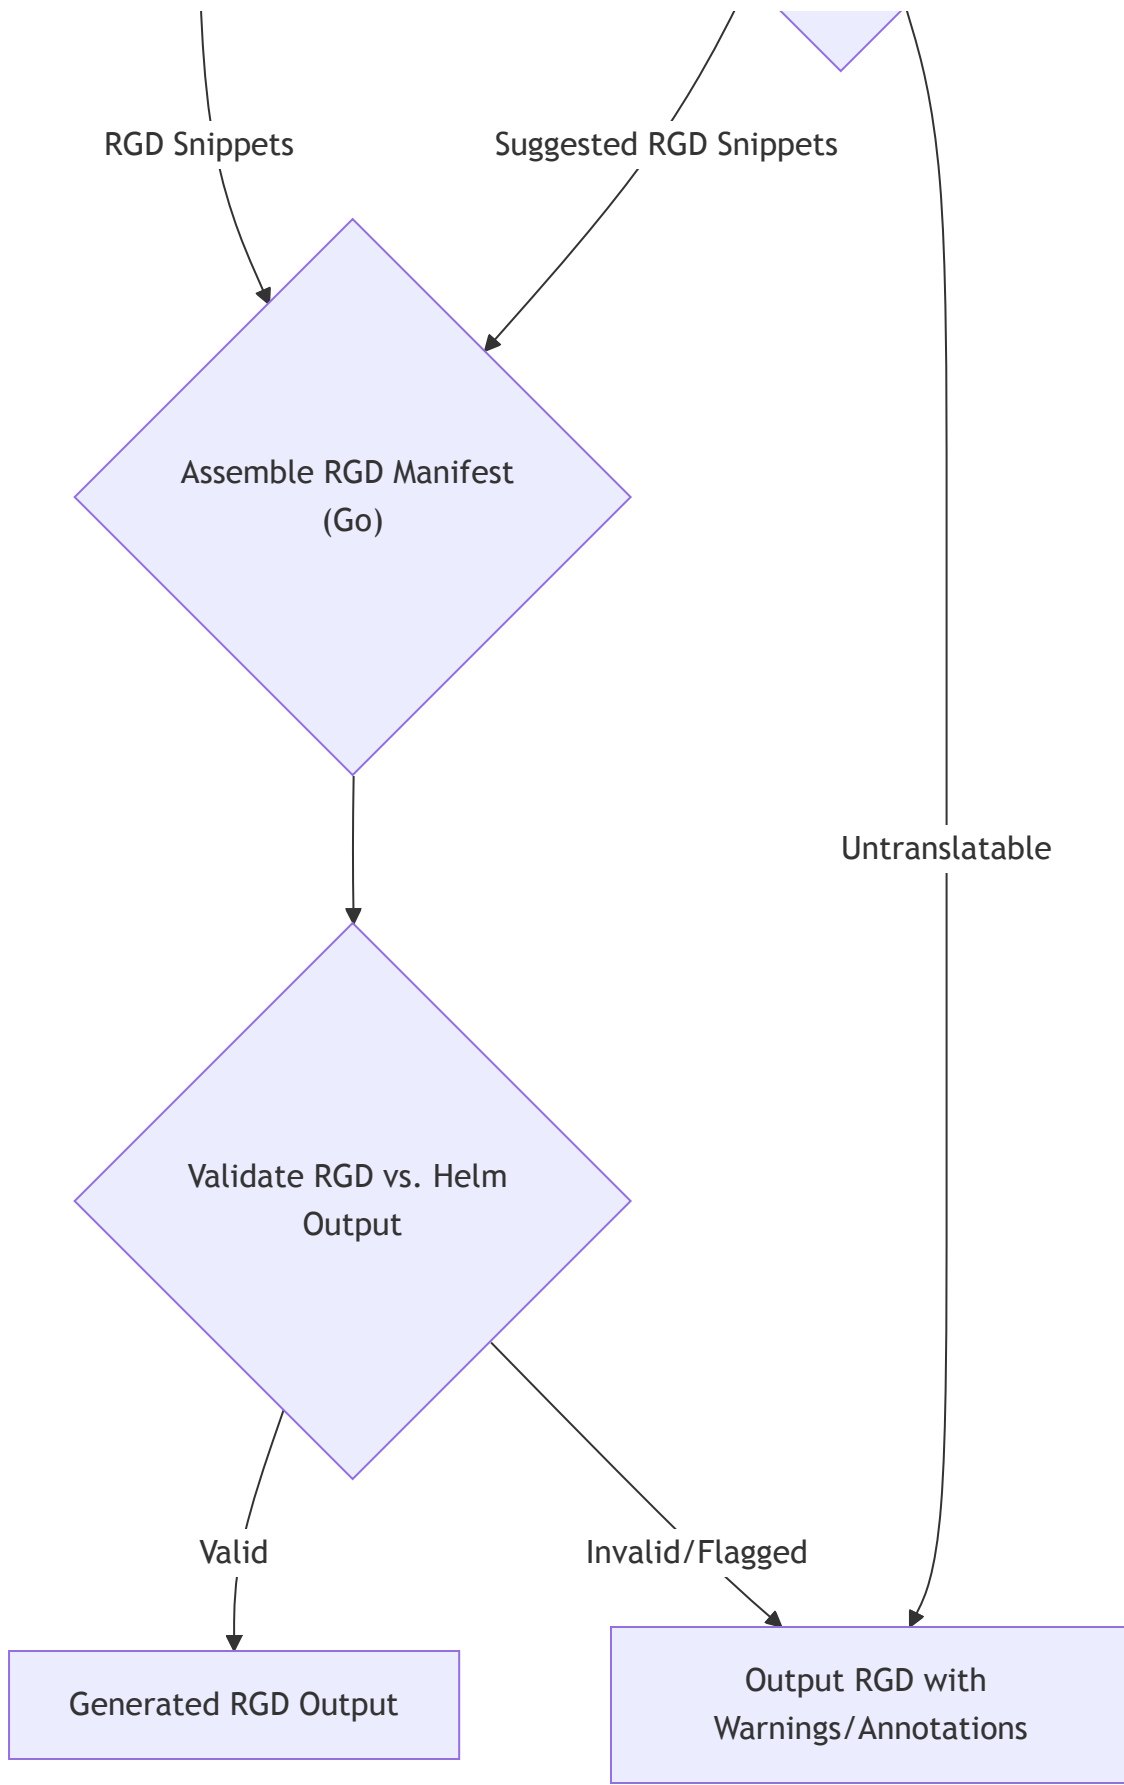 RGD Snippets
Suggested RGD Snippets
Assemble RGD Manifest
(Go)
Untranslatable
Validate RGD vs. Helm
Output
Valid
Invalid/Flagged
Generated RGD Output
Output RGD with
Warnings/Annotations